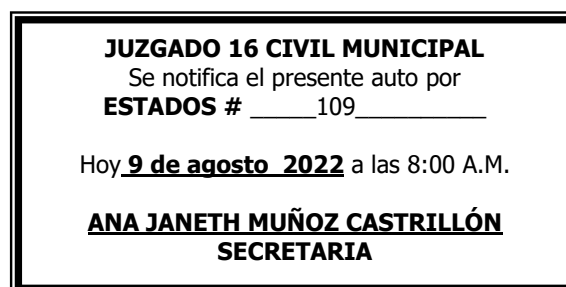 JUZGADO 16 CIVIL MUNICIPAL
Se notifica el presente auto por
ESTADOS # _____109__________
Hoy 9 de agosto  2022 a las 8:00 A.M.
ANA JANETH MUÑOZ CASTRILLÓN
SECRETARIA